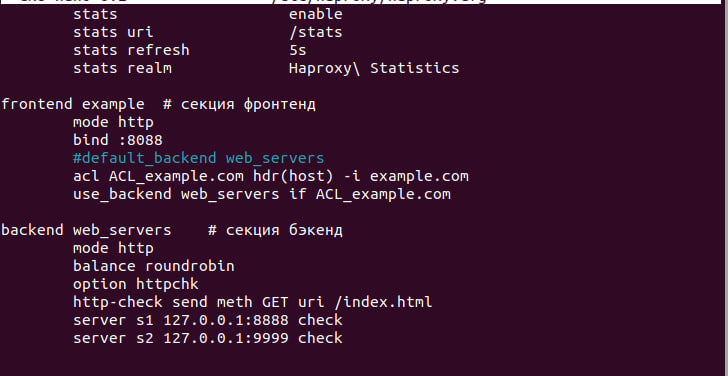 stats enable
stats uri /stats
stats refresh 5s
stats realm Haproxy\ Statistics
frontend example # секция фронтенд
mode http
bind :8088
#default_backend web_servers
acl ACL_example.com hdr(host) -i example.com
use_backend web_servers if ACL_example.com
backend web_servers # секция бэкенд
mode http
balance roundrobin
option httpchk
http-check send meth GET uri /index.html
server s1 127.0.0.1:8888 check
server s2 127.0.0.1:9999 check